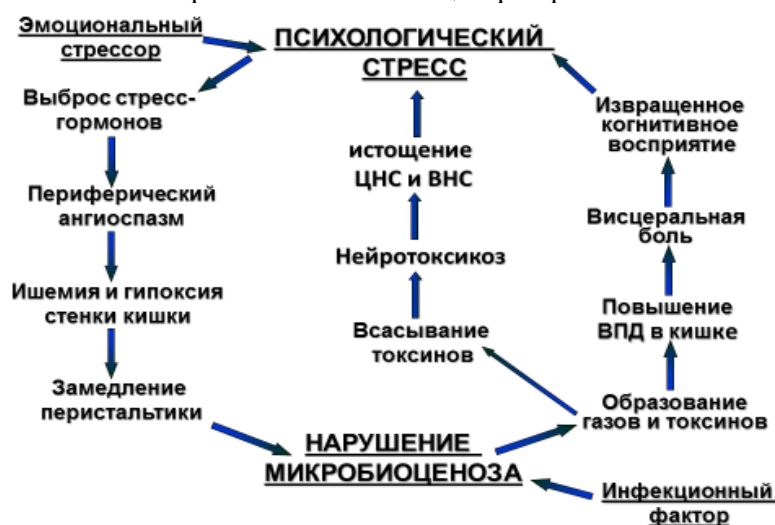 Эмоциональный
стрессор
ПСИХОЛОГИЧЕСКИЙ
СТРЕСС
Выброс стресс-
гормонов
Периферический
ангиоспазм
Ишемия и гипоксия
стенки кишки
Замедление
перистальтики
истощение
ЦНС и ВНС
Нейротоксикоз
Всасывание
токсинов
Извращенное
когнитивное
восприятие
Висцеральная
боль
Повышение
ВПД в кишке
Образование
газов и токсинов
НАРУШЕНИЕ
МИКРОБИОЦЕНОЗА
Инфекционный
фактор